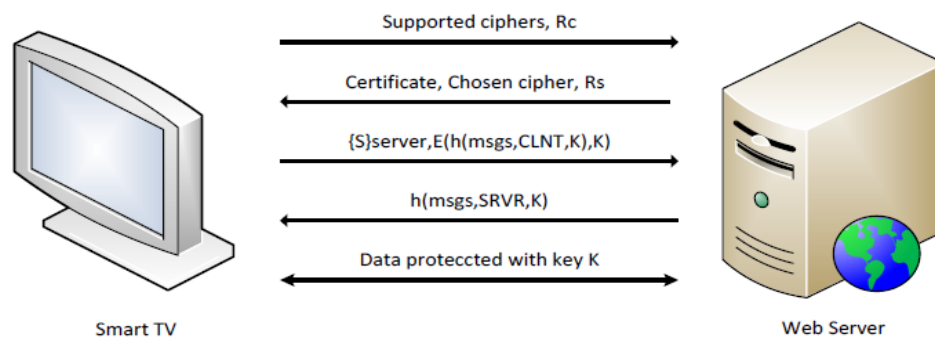 Supported ciphers, Rc
Certificate, Chosen cipher, Rs
{S}server,E(h(msgs,CLNT,K),K)
h(msgs,SRVR,K)
Data proteccted with key K
Smart TV
Web Server